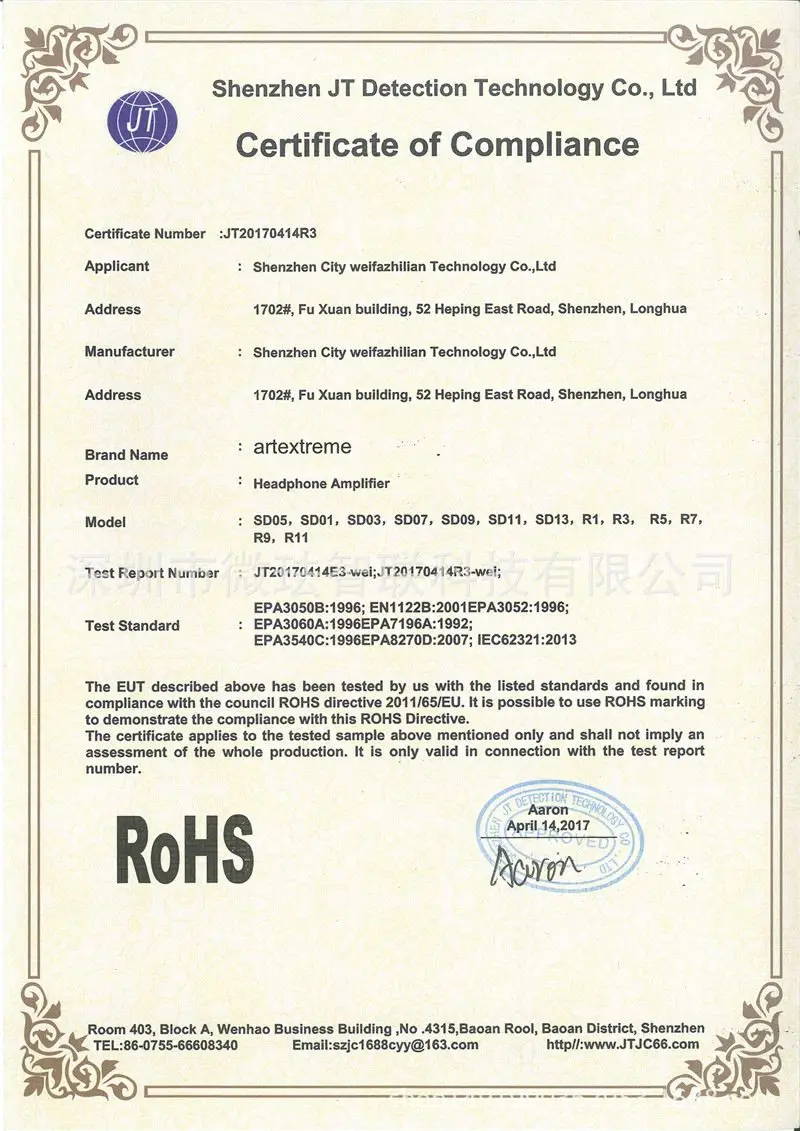 Shenzhen JT Detection Technology Co., Ltd
JT
Certificate of Compliance
Certificate Number :JT20170414R3
Applicant : Shenzhen City weifazhilian Technology Co.,Ltd
Address 1702#, Fu Xuan building, 52 Heping East Road, Shenzhen, Longhua
Manufacturer : Shenzhen City weifazhilian Technology Co.,Ltd
Address 1702#, Fu Xuan building, 52 Heping East Road, Shenzhen, Longhua
Brand Name : artextreme
Product : Headphone Amplifier
Model : SD05, SD01, SD03, SD07, SD09, SD11, SD13, R1, R3, R5, R7,
R9, R11
深圳市微珐智联科技有限公司
Test Report Number : JT20170414E3-wei;JT20170414R3-wei;
EPA3050B:1996; EN1122B:2001EPA3052:1996;
Test Standard : EPA3060A:1996EPA7196A:1992;
EPA3540C:1996EPA8270D:2007; IEC62321:2013
The EUT described above has been tested by us with the listed standards and found in
compliance with the council ROHS directive 2011/65/EU. It is possible to use ROHS marking
to demonstrate the compliance with this ROHS Directive.
The certificate applies to the tested sample above mentioned only and shall not imply an
assessment of the whole production. It is only valid in connection with the test report
number.
RoHS
JT DETECTION TECHNOLOGY CO., LTD
Aaron
April 14,2017
APPROVED
Aaron
Room 403, Block A, Wenhao Business Building ,No .4315,Baoan Rool, Baoan District, Shenzhen
TEL:86-0755-66608340 Email:szjc1688cyy@163.com http//:www.JTJC66.com